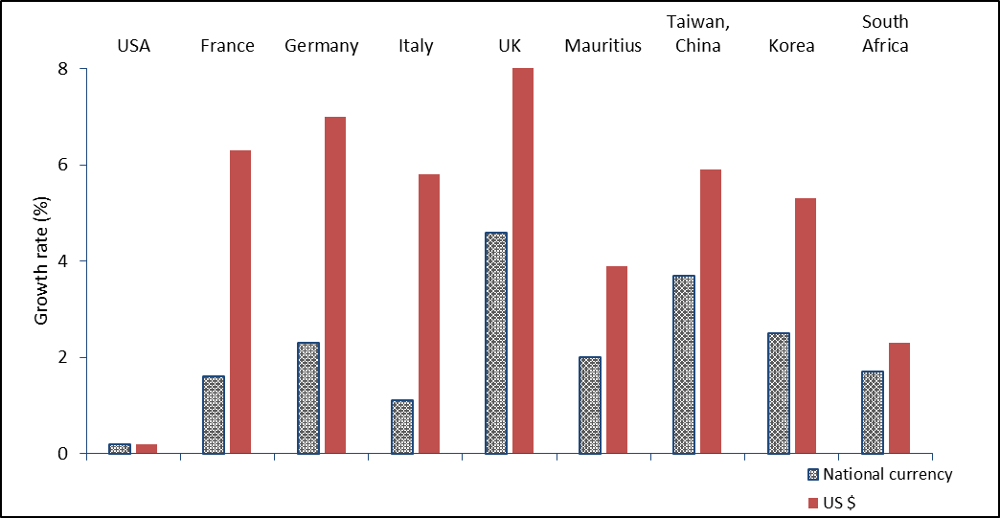 USA France Germany Italy UK Mauritius Taiwan, China Korea South Africa
Growth rate (%)
8
6
4
2
0
National currency
US $